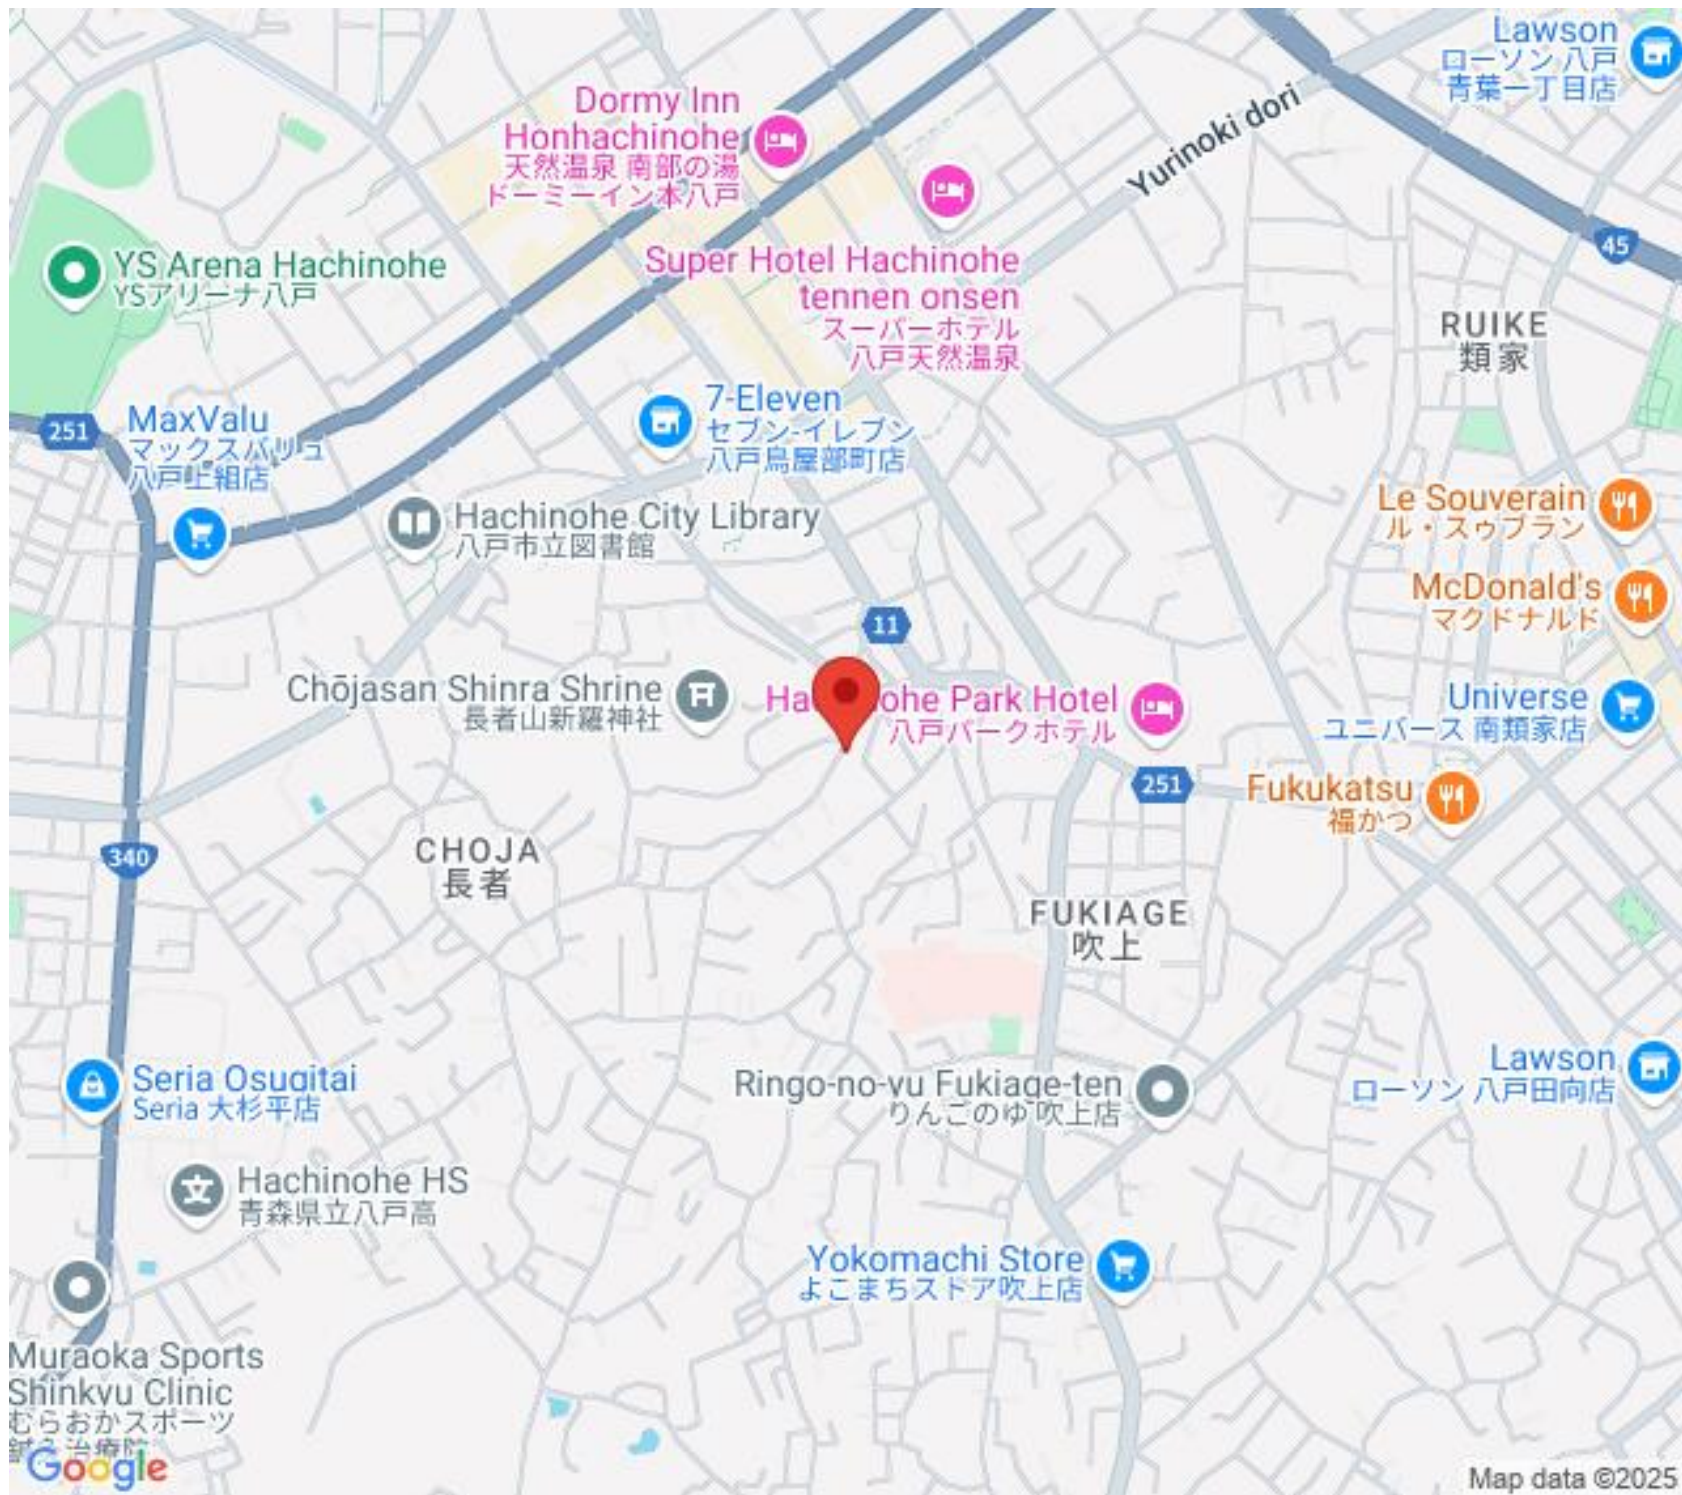 Lawson
ローソン 八戸
青葉一丁目店
Dormy Inn
Honhachinohe
天然温泉 南部の湯
ドーミーイン本八戸
Yurinoki dori
45
YS Arena Hachinohe
YSアリーナ八戸
Super Hotel Hachinohe
tennen onsen
スーパーホテル
八戸天然温泉
RUIKE
類家
251
MaxValu
マックスバリュ
八戸上組店
7-Eleven
セブン-イレブン
八戸鳥屋部町店
Hachinohe City Library
八戸市立図書館
Le Souverain
ル・スゥブラン
McDonald's
マクドナルド
11
Chōjasan Shinra Shrine
長者山新羅神社
Park Hotel
八戸パークホテル
Universe
ユニバース 南類家店
251
Fukukatsu
福かつ
340
CHOJA
長者
FUKIAGE
吹上
Seria Osugitai
Seria 大杉平店
Ringo-no-yu Fukiage-ten
りんごのゆ 吹上店
Lawson
ローソン 八戸田向店
Hachinohe HS
青森県立八戸高
Yokomachi Store
よこまちストア吹上店
Muraoka Sports
Shinkyu Clinic
むらおかスポーツ
Google
Map data ©2025